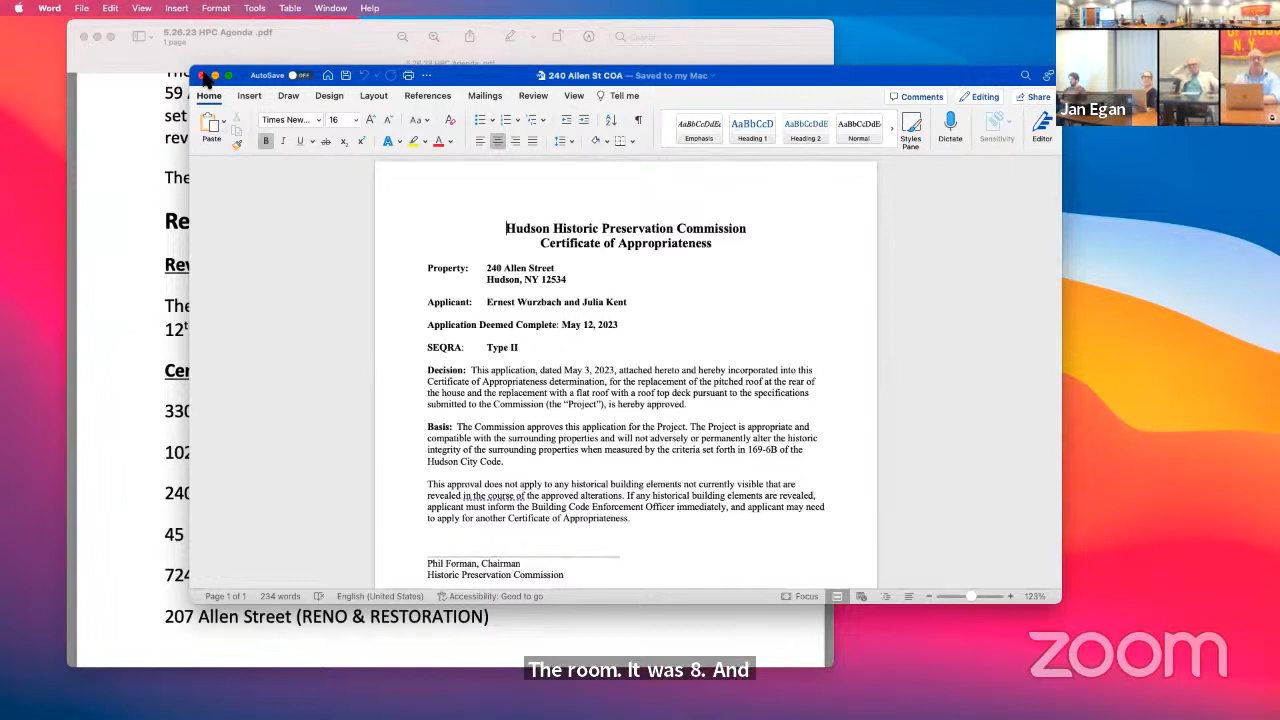 Word File Edit View Insert Format Tools Table Window Help
5.26.23 HPC Agenda .pdf
1 page
Search
AutoSave OFF
240 Allen St COA — Saved to my Mac
Home Insert Draw Design Layout References Mailings Review View Tell me
Comments Editing Share
Paste
Times New... 16
Emphasis
Heading 1
Heading 2
Normal
Styles Pane
Dictate
Sensitivity
Editor
Hudson Historic Preservation Commission
Certificate of Appropriateness
Property: 240 Allen Street
Hudson, NY 12534
Applicant: Ernest Wurzbach and Julia Kent
Application Deemed Complete: May 12, 2023
SEQRA: Type II
Decision: This application, dated May 3, 2023, attached hereto and hereby incorporated into this
Certificate of Appropriateness determination, for the replacement of the pitched roof at the rear of
the house and the replacement with a flat roof with a roof top deck pursuant to the specifications
submitted to the Commission (the “Project”), is hereby approved.
Basis: The Commission approves this application for the Project. The Project is appropriate and
compatible with the surrounding properties and will not adversely or permanently alter the historic
integrity of the surrounding properties when measured by the criteria set forth in 169-6B of the
Hudson City Code.
This approval does not apply to any historical building elements not currently visible that are
revealed in the course of the approved alterations. If any historical building elements are revealed,
applicant must inform the Building Code Enforcement Officer immediately, and applicant may need
to apply for another Certificate of Appropriateness.
Phil Forman, Chairman
Historic Preservation Commission
Page 1 of 1 234 words English (United States) Accessibility: Good to go Focus 123%
59
set
rev
The
Re
Rev
The
12t
Cer
330
102
240
45
724
207 Allen Street (RENO & RESTORATION)
The room. It was 8. And
zoom
Jan Egan
N.Y.